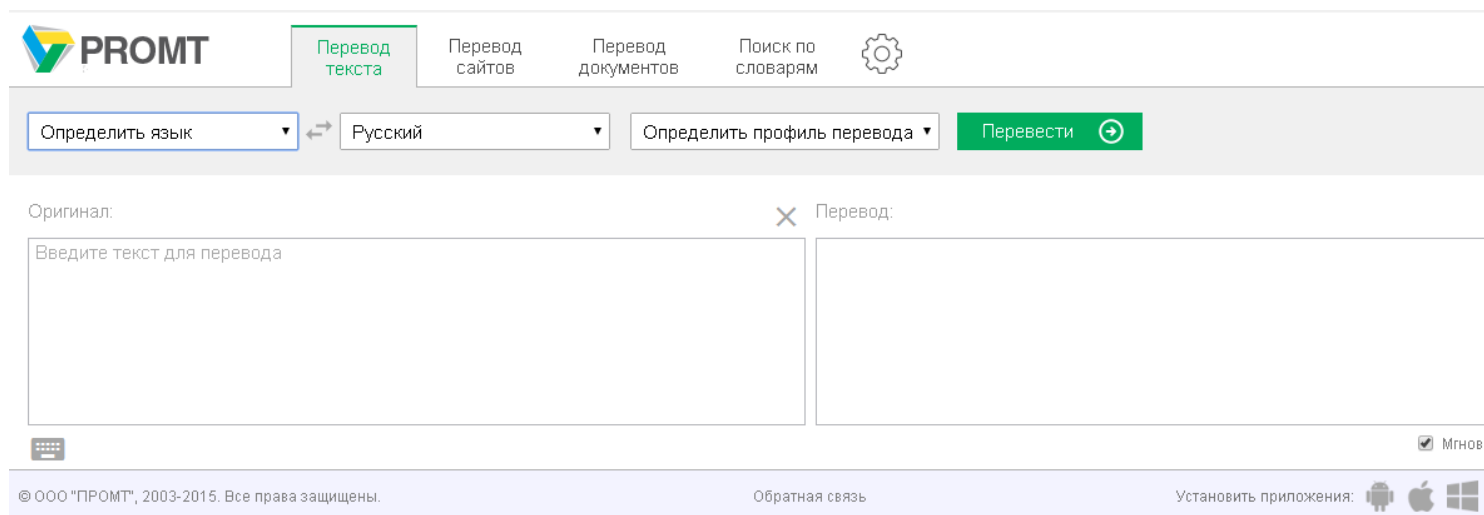 PROMT
Перевод
текста
Перевод
сайтов
Перевод
документов
Поиск по
словарям
Определить язык
Русский
Определить профиль перевода
Перевести
Оригинал:
Перевод:
Введите текст для перевода
Мгнов
© ООО "ПРОМТ", 2003-2015. Все права защищены.
Обратная связь
Установить приложения: